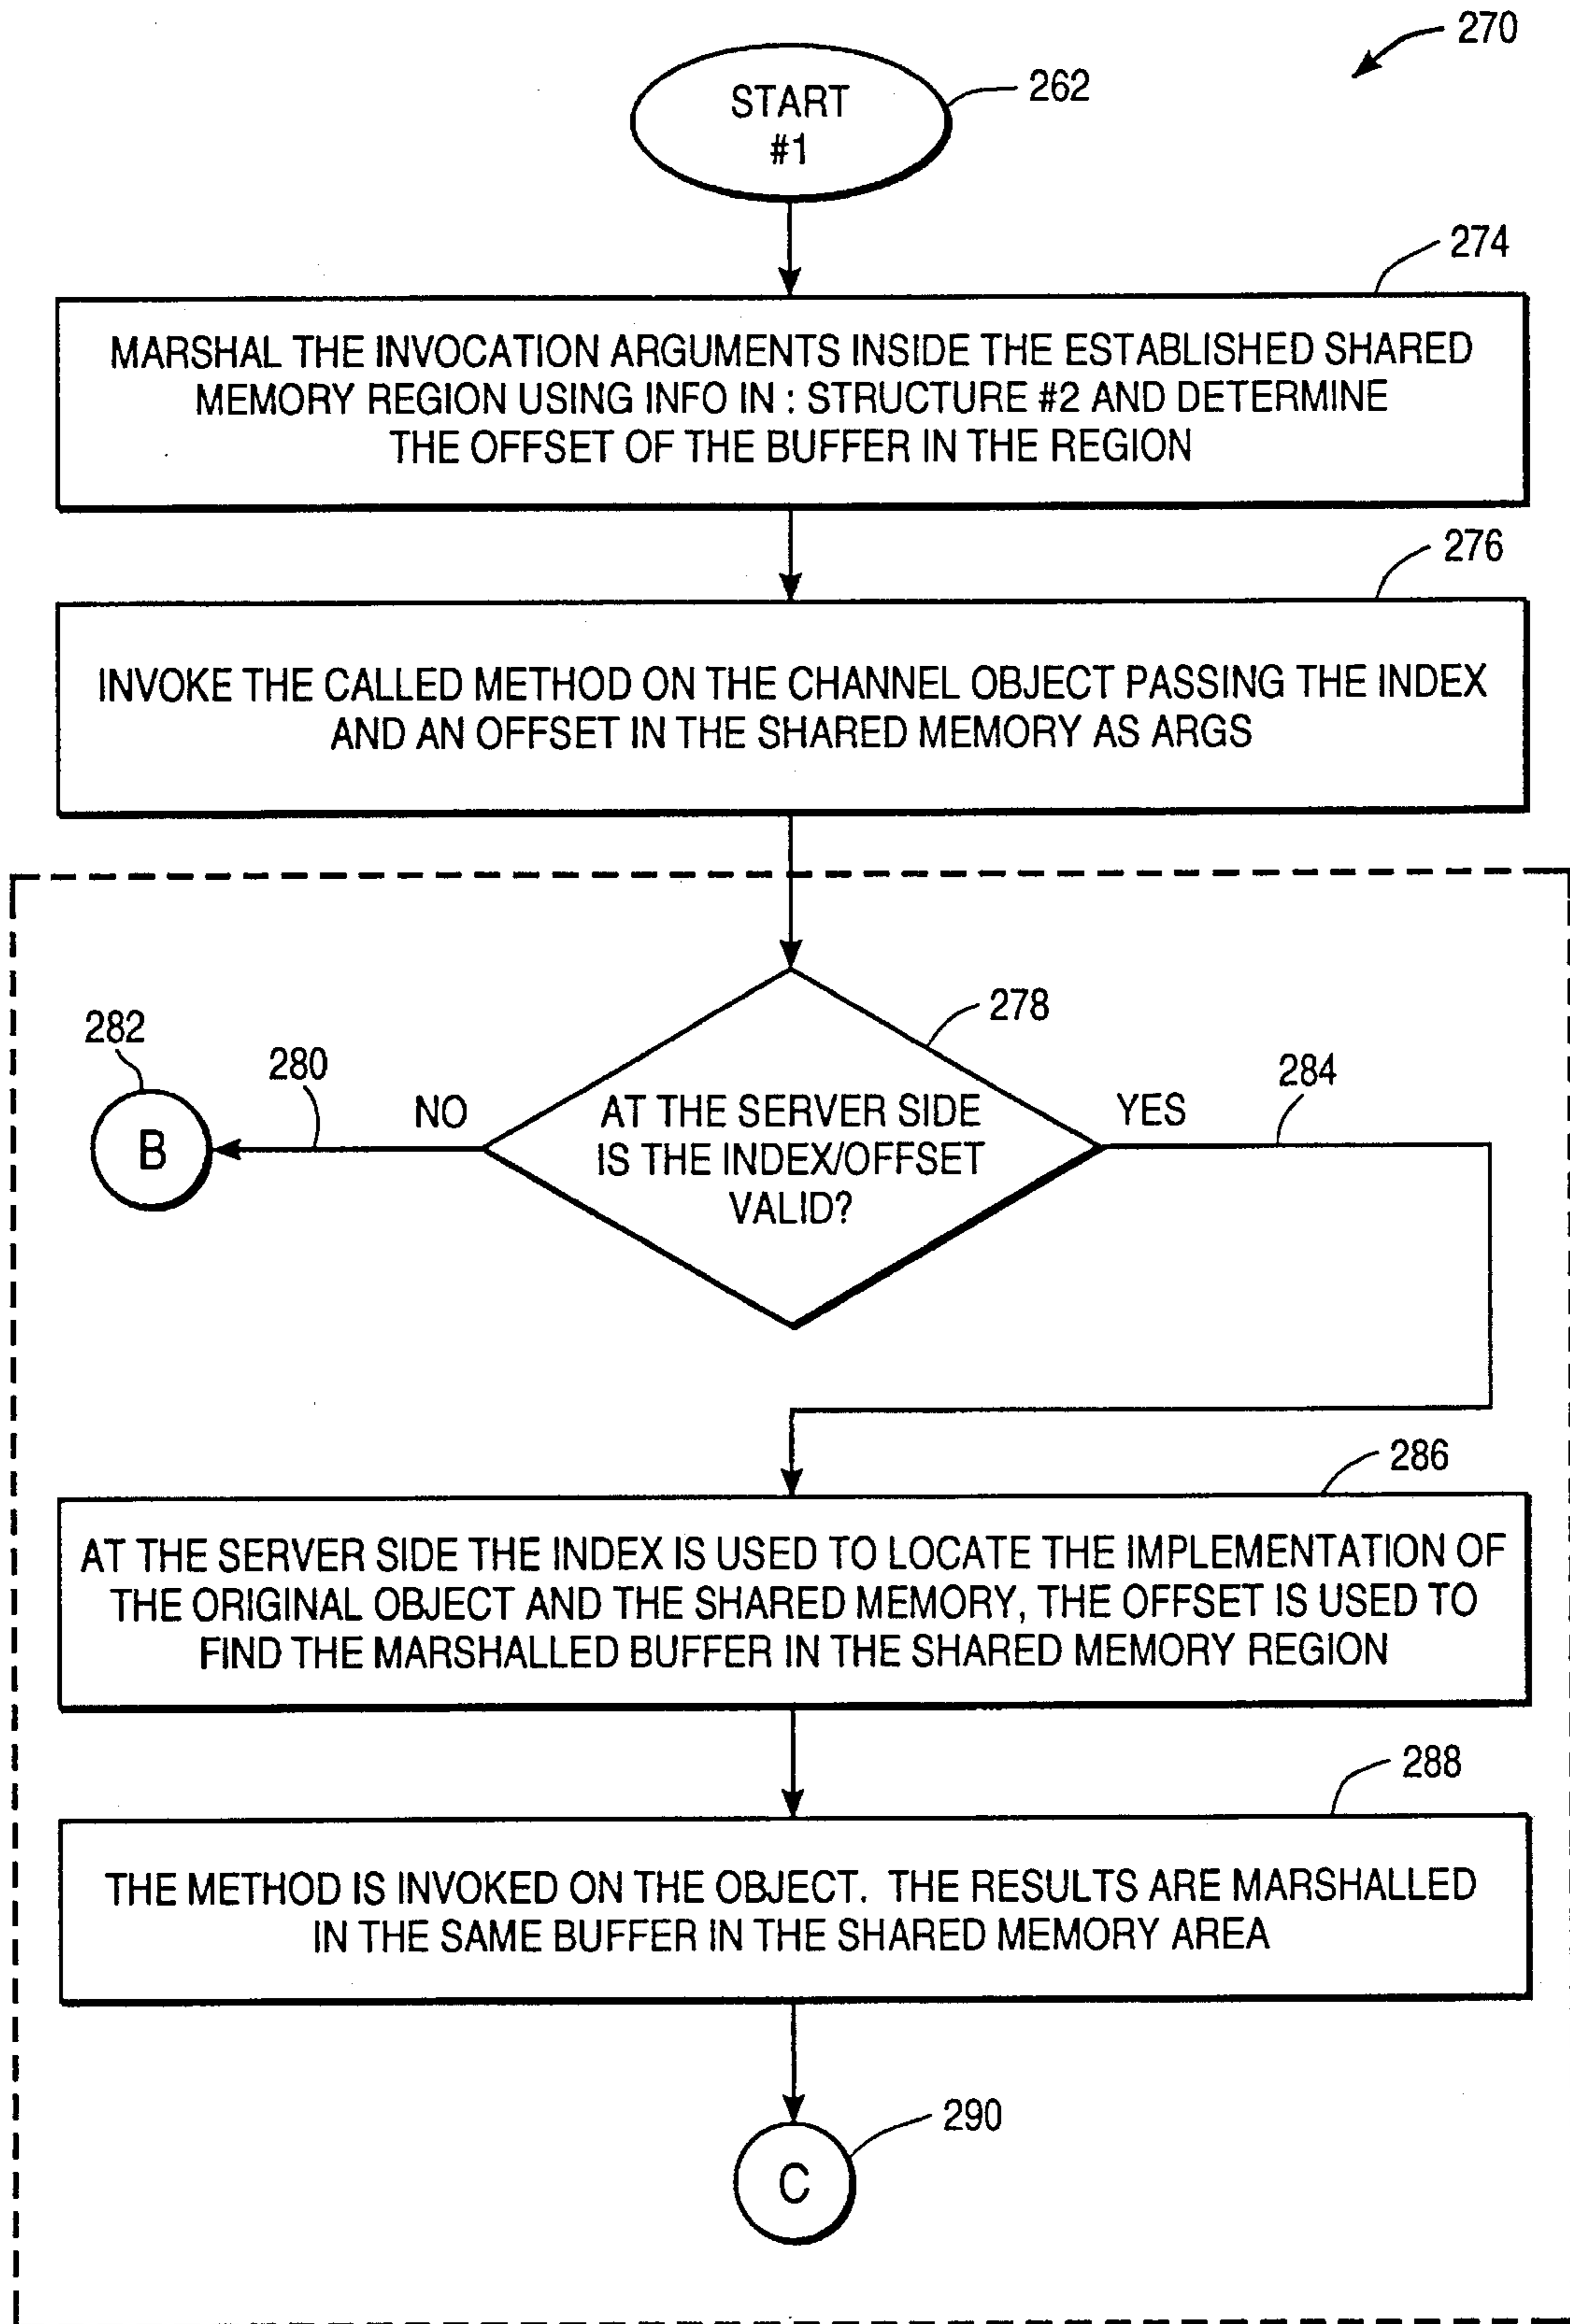 270
START
#1
262
274
MARSHAL THE INVOCATION ARGUMENTS INSIDE THE ESTABLISHED SHARED
MEMORY REGION USING INFO IN : STRUCTURE #2 AND DETERMINE
THE OFFSET OF THE BUFFER IN THE REGION
276
INVOKE THE CALLED METHOD ON THE CHANNEL OBJECT PASSING THE INDEX
AND AN OFFSET IN THE SHARED MEMORY AS ARGS
278
282
280
284
NO
YES
B
AT THE SERVER SIDE
IS THE INDEX/OFFSET
VALID?
286
AT THE SERVER SIDE THE INDEX IS USED TO LOCATE THE IMPLEMENTATION OF
THE ORIGINAL OBJECT AND THE SHARED MEMORY, THE OFFSET IS USED TO
FIND THE MARSHALLED BUFFER IN THE SHARED MEMORY REGION
288
THE METHOD IS INVOKED ON THE OBJECT. THE RESULTS ARE MARSHALLED
IN THE SAME BUFFER IN THE SHARED MEMORY AREA
290
C